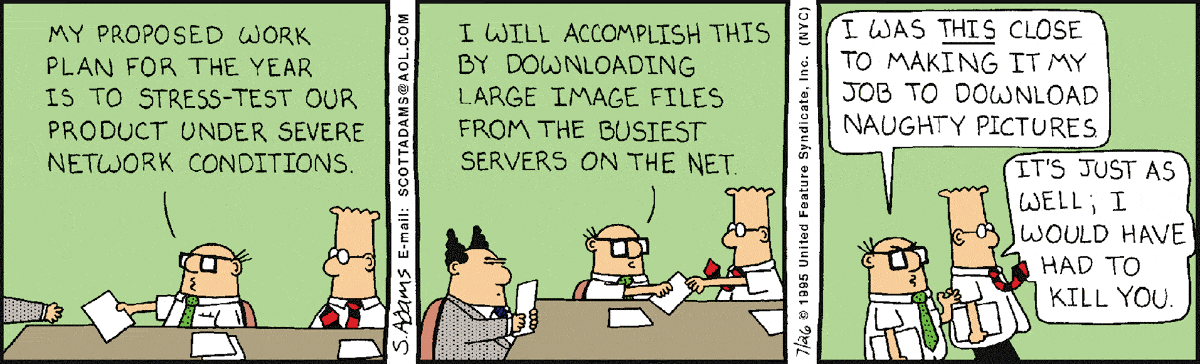 MY PROPOSED WORK
PLAN FOR THE YEAR
IS TO STRESS-TEST OUR
PRODUCT UNDER SEVERE
NETWORK CONDITIONS.
S.ADAMS E-mail: SCOTTADAMS@AOL.COM
I WILL ACCOMPLISH THIS
BY DOWNLOADING
LARGE IMAGE FILES
FROM THE BUSIEST
SERVERS ON THE NET.
7/26 © 1995 United Feature Syndicate, Inc. (NYC)
I WAS THIS CLOSE
TO MAKING IT MY
JOB TO DOWNLOAD
NAUGHTY PICTURES.
IT'S JUST AS
WELL; I
WOULD HAVE
HAD TO
KILL YOU.